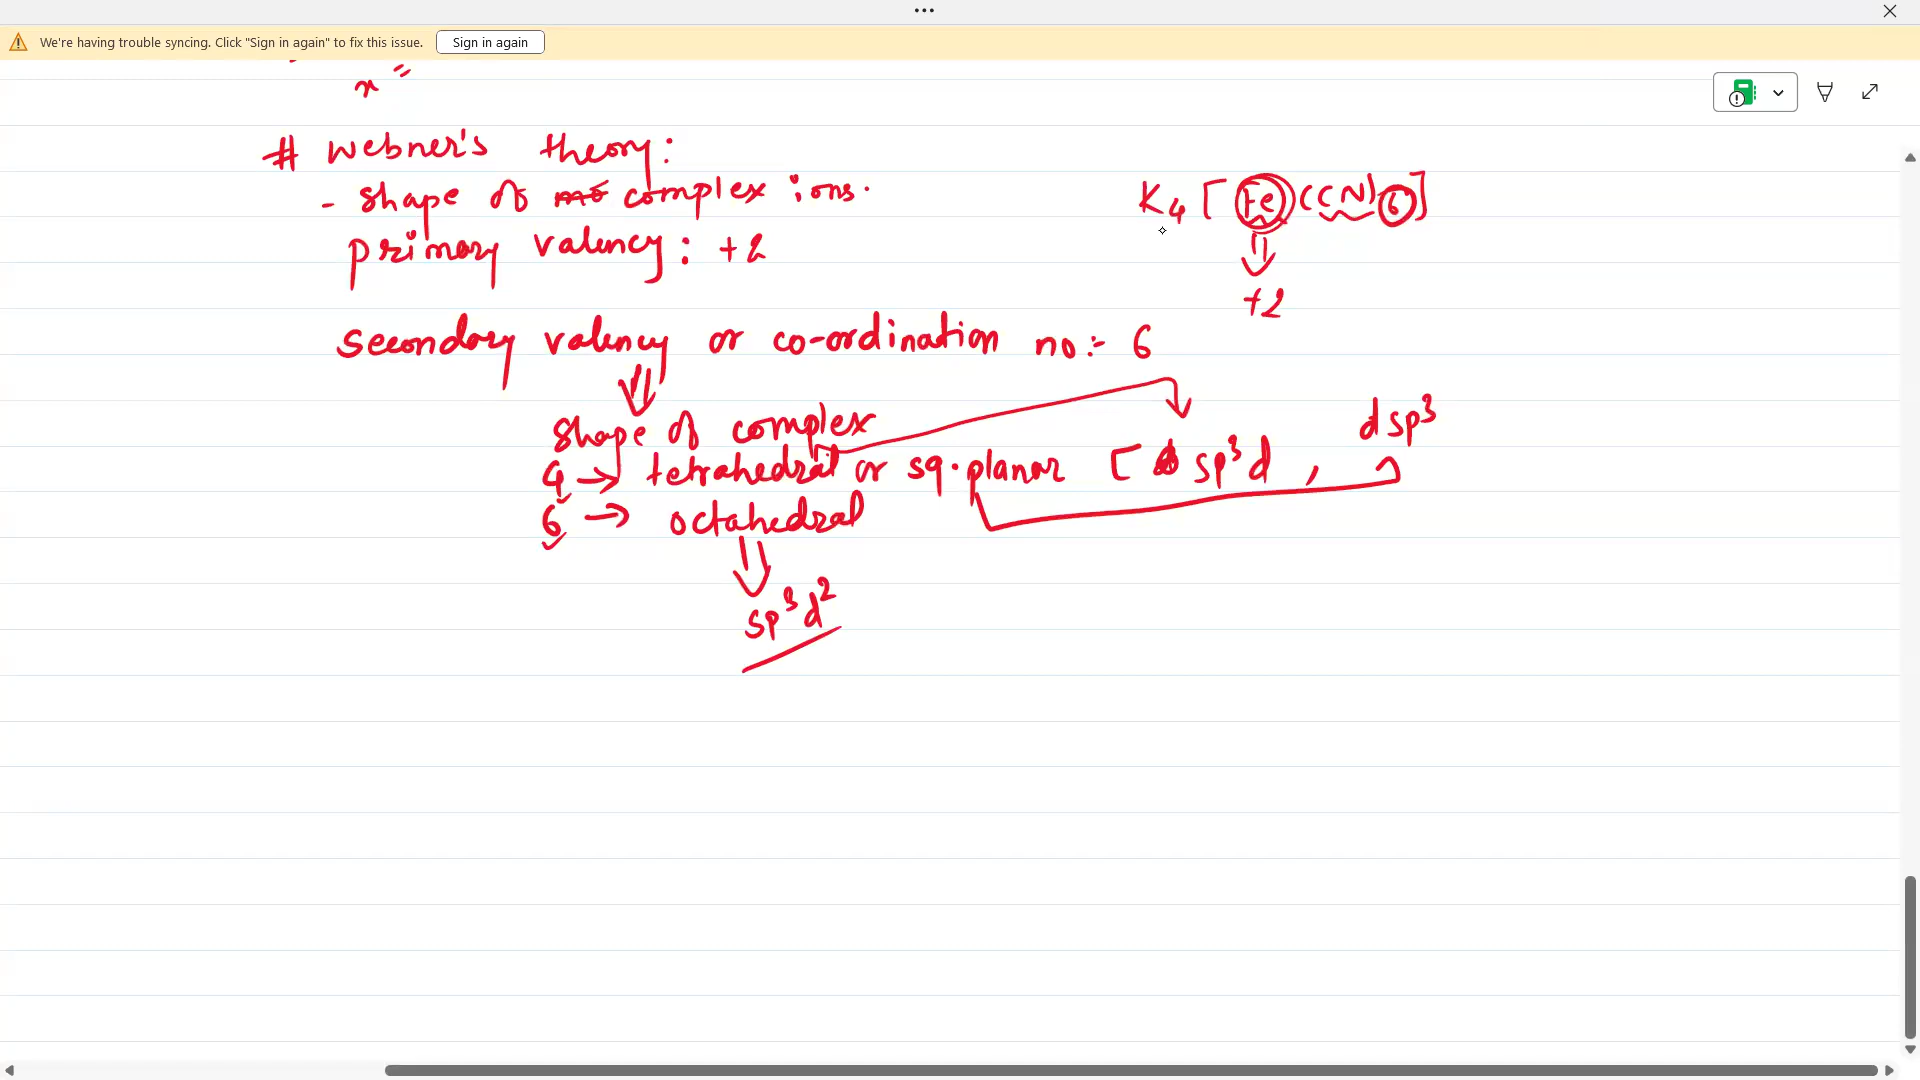 We're having trouble syncing. Click "Sign in again" to fix this issue. Sign in again
x =
# Webner's theory:
- shape of complex ions.
K4 [Fe(CN)6]
primary valency: +2
+2
Secondary valency or co-ordination no:- 6
shape of complex
dsp³
4 → tetrahedral or sq. planar [ sp³d ,
6 → octahedral
sp³d²